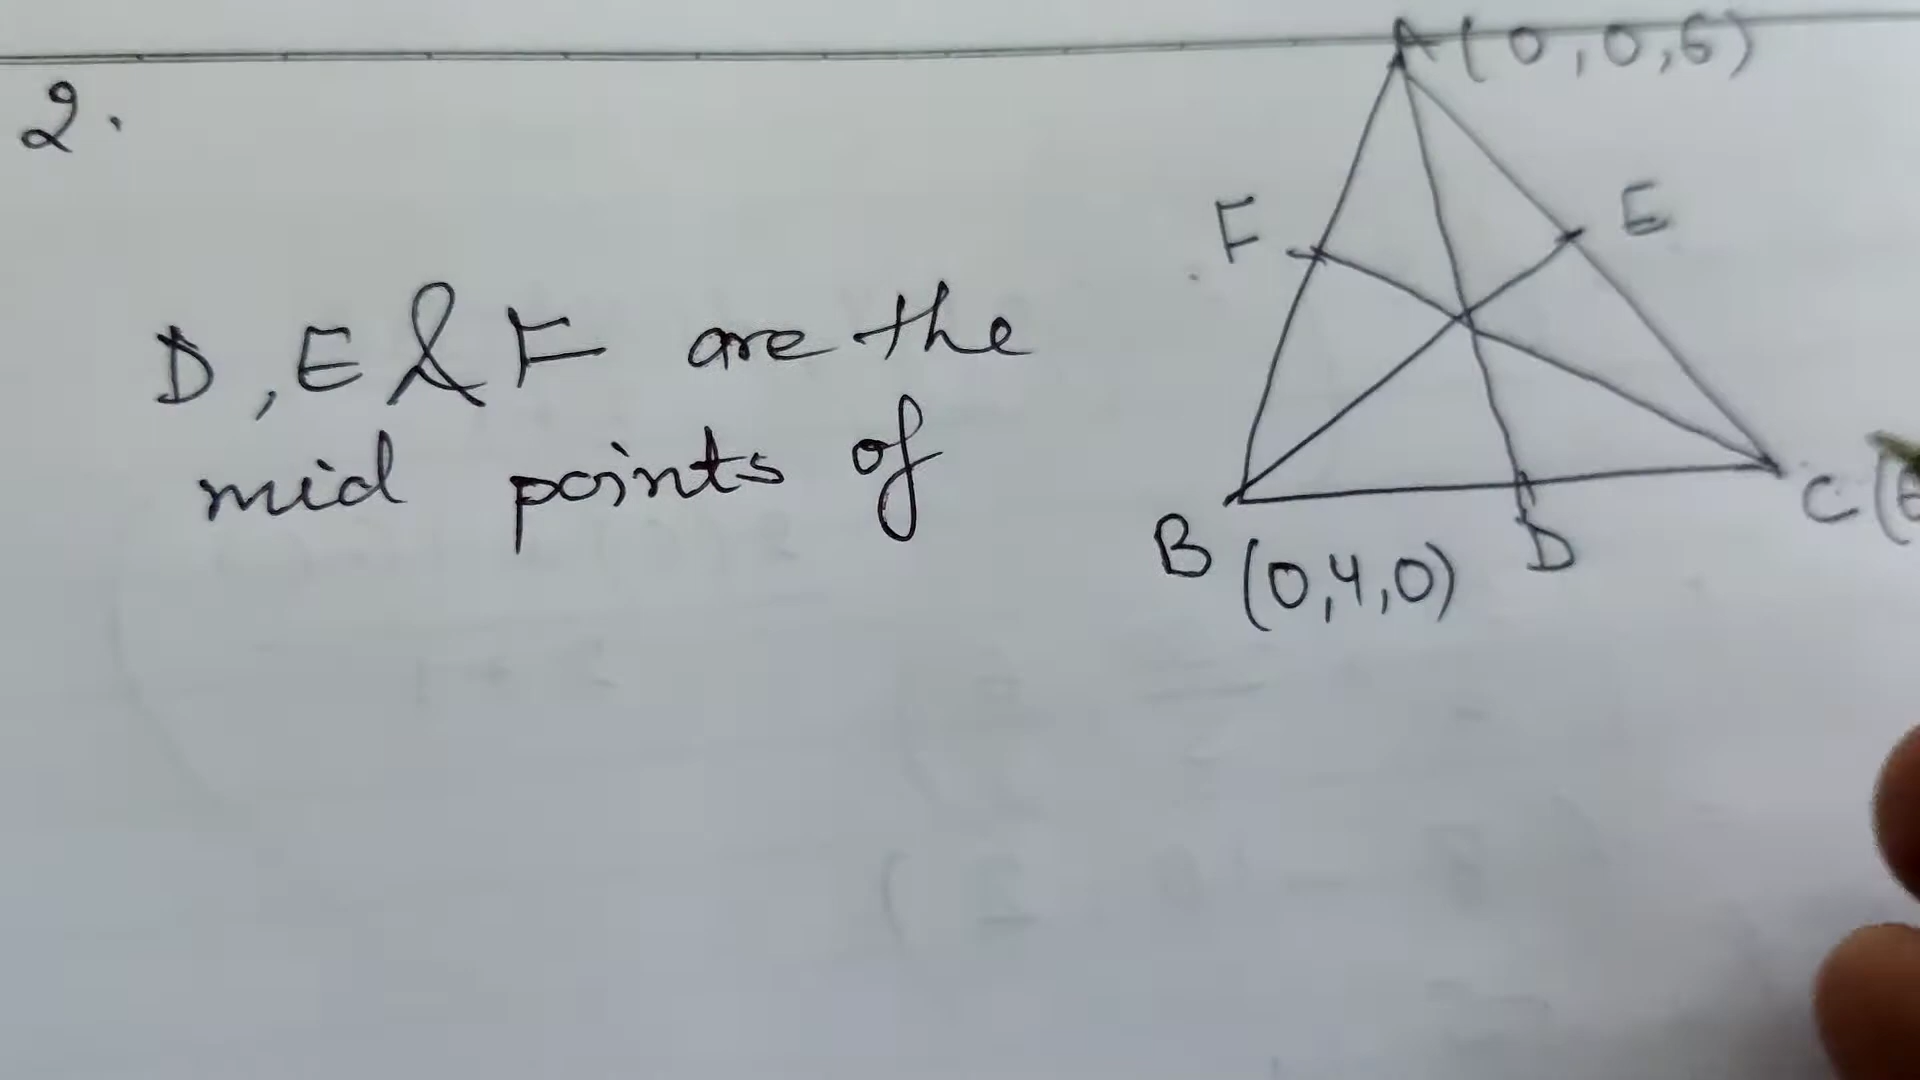 2.
A(0,0,6)
F
E
D, E & F are the
mid points of
C(
B
D
(0,4,0)